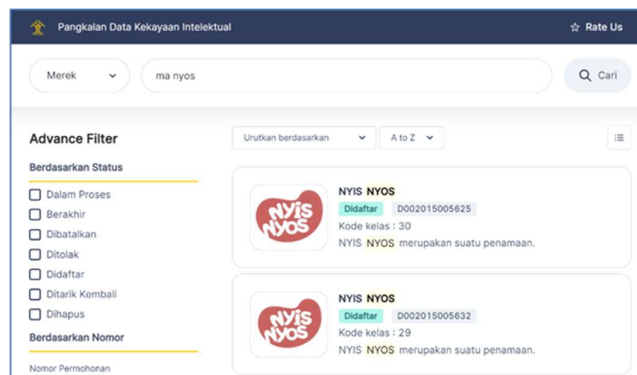 Pangkalan Data Kekayaan Intelektual
Rate Us
Merek
ma nyos
Cari
Advance Filter
Urutkan berdasarkan
A to Z
Berdasarkan Status
Dalam Proses
Berakhir
Dibatalkan
Ditolak
Didaftar
Ditarik Kembali
Dihapus
Berdasarkan Nomor
Nomor Permohonan
NYIS NYOS
NYIS NYOS
Didaftar D002015005625
Kode kelas : 30
NYIS NYOS merupakan suatu penamaan.
NYIS NYOS
NYIS NYOS
Didaftar D002015005632
Kode kelas : 29
NYIS NYOS merupakan suatu penamaan.